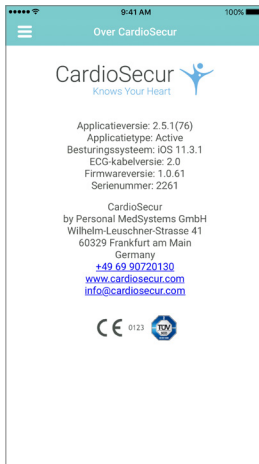 9:41 AM
100%
Over CardioSecur
CardioSecur
Knows Your Heart
Applicatieversie: 2.5.1(76)
Applicatietype: Active
Besturingssysteem: iOS 11.3.1
ECG-kabelversie: 2.0
Firmwareversie: 1.0.61
Serienummer: 2261
CardioSecur
by Personal MedSystems GmbH
Wilhelm-Leuschner-Strasse 41
60329 Frankfurt am Main
Germany
+49 69 90720130
www.cardiosecur.com
info@cardiosecur.com
CE 0123 TÜV